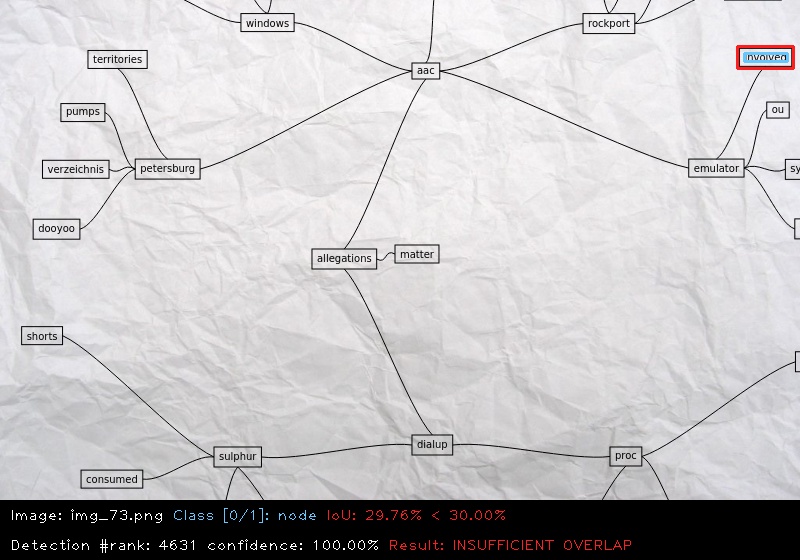 windows
rockport
territories
aac
pumps
ou
verzeichnis
petersburg
emulator
dooyoo
allegations
matter
shorts
dialup
sulphur
proc
consumed
Image: img_73.png Class [0/1]: node IoU: 29.76% < 30.00%
Detection #rank: 4631 confidence: 100.00% Result: INSUFFICIENT OVERLAP